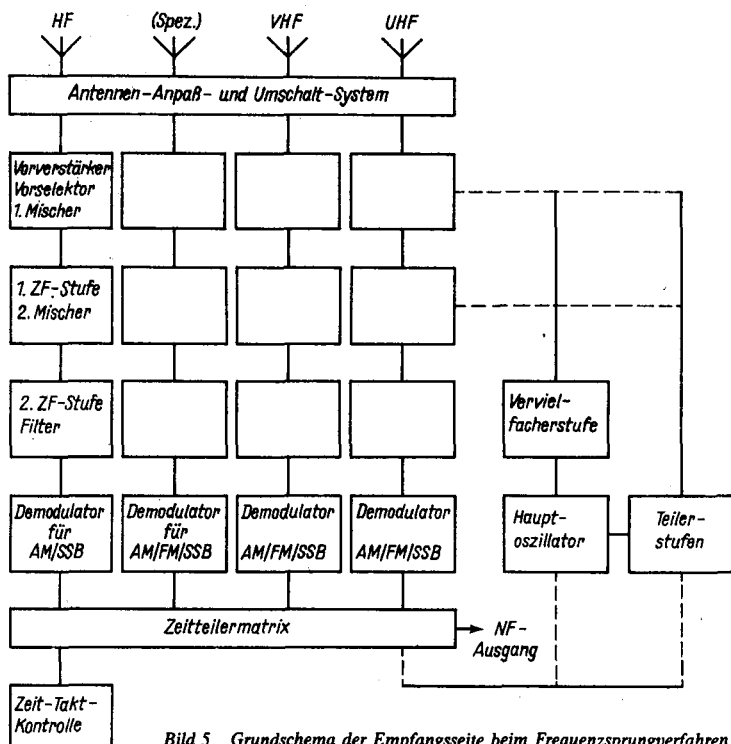 HF
(Spez.)
VHF
UHF
Antennen-Anpaß- und Umschalt-System
Vorverstärker
Vorselektor
1. Mischer
1. ZF-Stufe
2. Mischer
2. ZF-Stufe
Filter
Verviel-
facherstufe
Demodulator
für
AM/SSB
Demodulator
für
AM/FM/SSB
Demodulator
AM/FM/SSB
Demodulator
AM/FM/SSB
Haupt-
oszillator
Teiler-
stufen
Zeitteilermatrix
NF-
Ausgang
Zeit-Takt-
Kontrolle
Bild 5 Grundschema der Empfangsseite beim Frequenzsprungverfahren